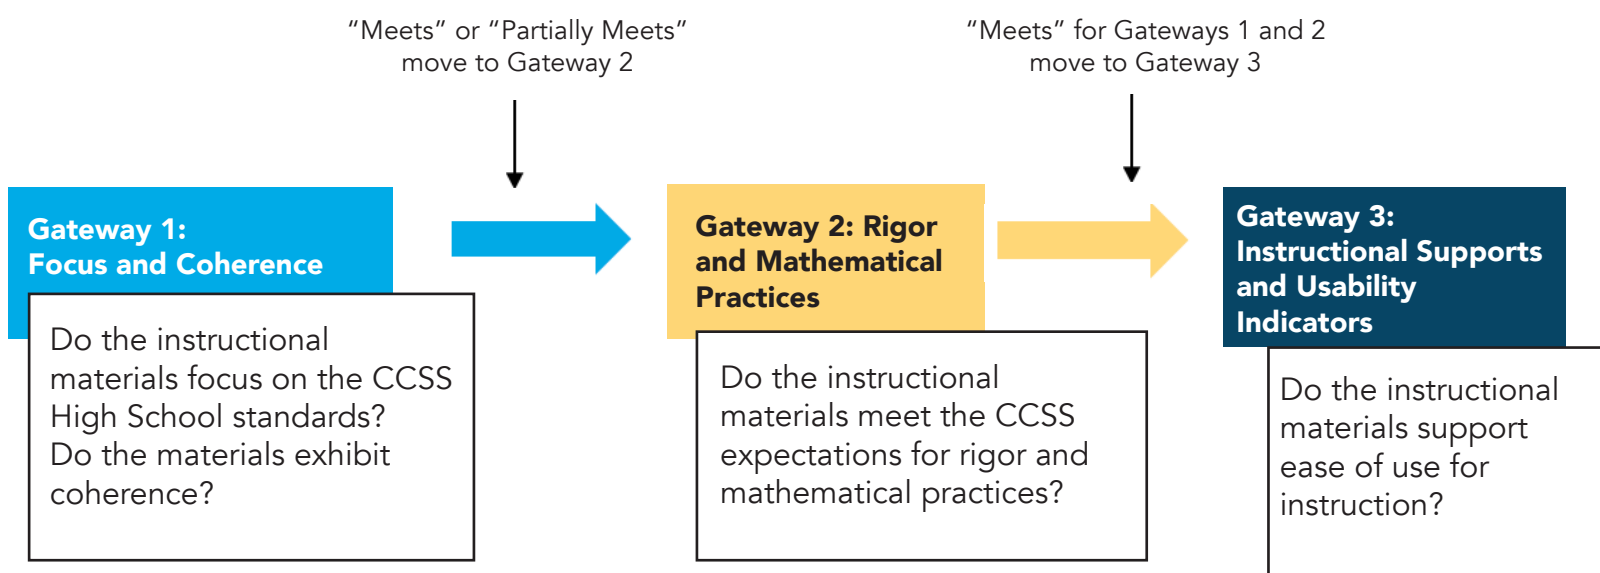 “Meets” or “Partially Meets”
move to Gateway 2
“Meets” for Gateways 1 and 2
move to Gateway 3
Gateway 1:
Focus and Coherence
Do the instructional
materials focus on the CCSS
High School standards?
Do the materials exhibit
coherence?
Gateway 2: Rigor
and Mathematical
Practices
Do the instructional
materials meet the CCSS
expectations for rigor and
mathematical practices?
Gateway 3:
Instructional Supports
and Usability
Indicators
Do the instructional
materials support
ease of use for
instruction?